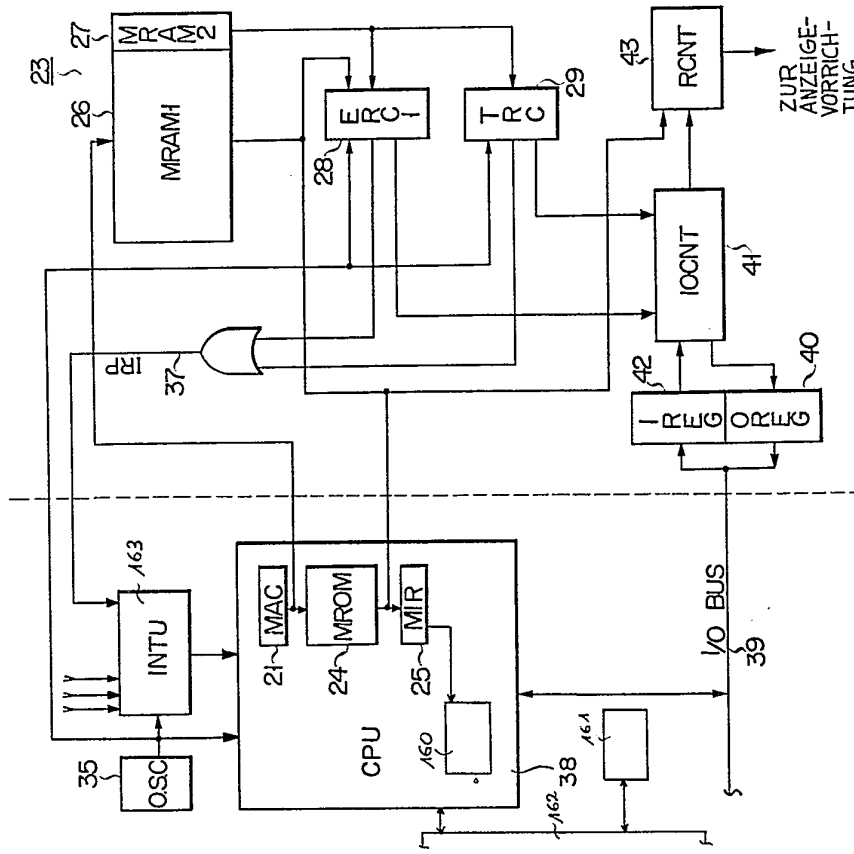 23
26
27
MRAM1
MRAM2
28
ERC1
TRC
29
43
RCNT
ZUR
ANZEIGE-
VORRICH-
TUNG
37
IRP
IOCNT
41
42
IREG
OREG
40
163
INTU
35
OSC
MAC
21
MROM
24
MIR
25
CPU
160
38
161
162
I/O BUS
39